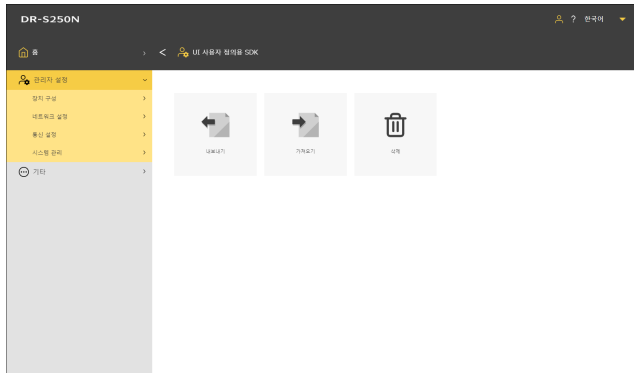 DR-S250N
? 한국어
홈
UI 사용자 정의용 SDK
관리자 설정
장치 구성
네트워크 설정
통신 설정
시스템 관리
기타
내보내기
가져오기
삭제